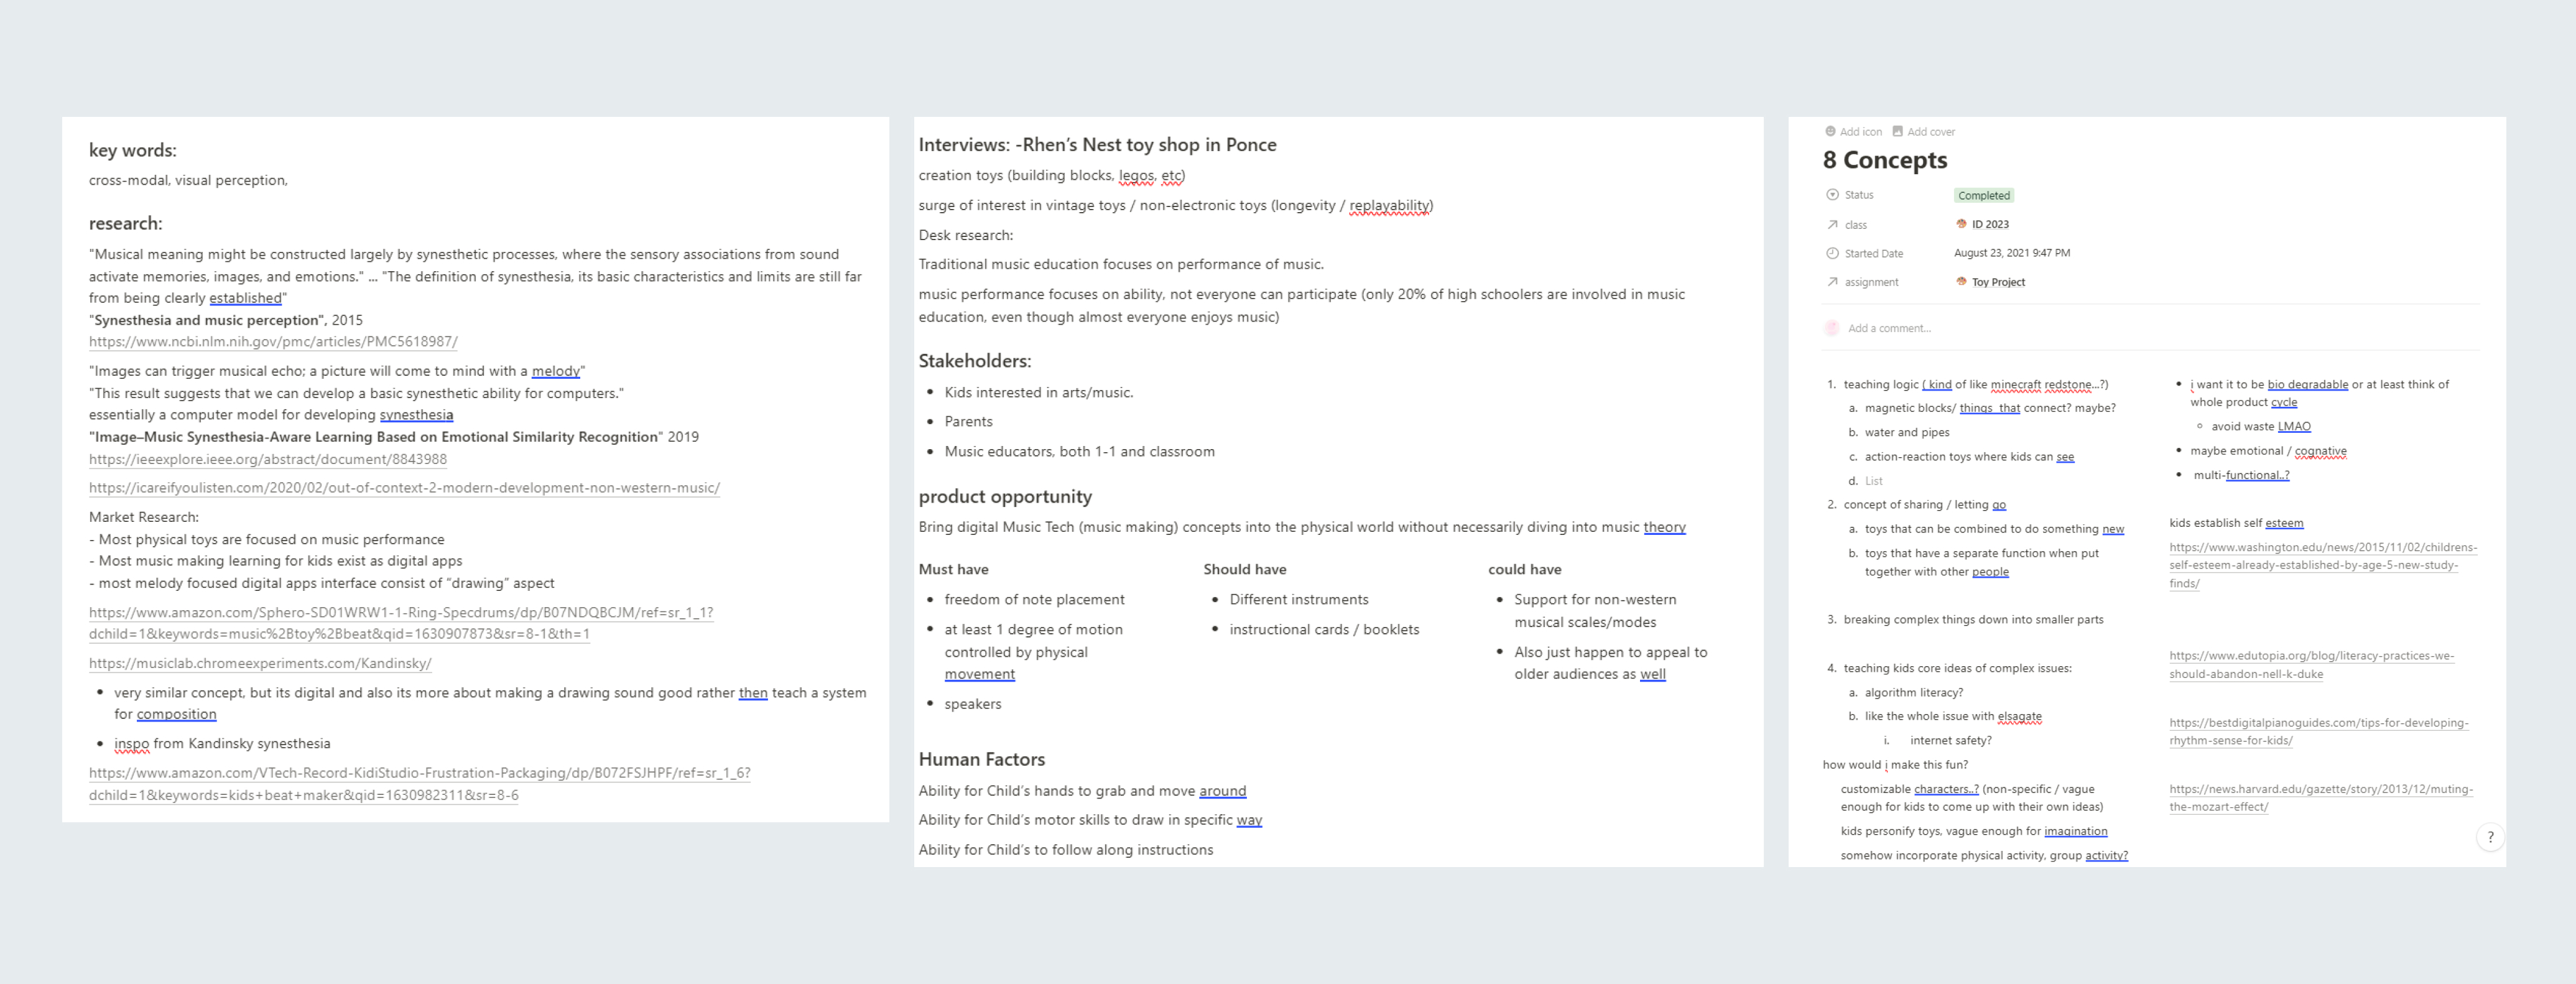 key words:
cross-modal, visual perception,
research:
"Musical meaning might be constructed largely by synesthetic processes, where the sensory associations from sound
activate memories, images, and emotions." ... "The definition of synesthesia, its basic characteristics and limits are still far
from being clearly established"
"Synesthesia and music perception", 2015
https://www.ncbi.nlm.nih.gov/pmc/articles/PMC5618987/
"Images can trigger musical echo; a picture will come to mind with a melody"
"This result suggests that we can develop a basic synesthetic ability for computers."
essentially a computer model for developing synesthesia
"Image–Music Synesthesia-Aware Learning Based on Emotional Similarity Recognition" 2019
https://ieeexplore.ieee.org/abstract/document/8843988
https://icareifyoulisten.com/2020/02/out-of-context-2-modern-development-non-western-music/
Market Research:
- Most physical toys are focused on music performance
- Most music making learning for kids exist as digital apps
- most melody focused digital apps interface consist of "drawing" aspect
https://www.amazon.com/Sphero-SD01WRW1-1-Ring-Specdrums/dp/B07NDQBCJM/ref=sr_1_1?
dchild=1&keywords=music%2Btoy%2Bbeat&qid=1630907873&sr=8-1&th=1
https://musiclab.chromeexperiments.com/Kandinsky/
• very similar concept, but its digital and also its more about making a drawing sound good rather then teach a system
for composition
• inspo from Kandinsky synesthesia
https://www.amazon.com/VTech-Record-KidiStudio-Frustration-Packaging/dp/B072FSJHPF/ref=sr_1_6?
dchild=1&keywords=kids+beat+maker&qid=1630982311&sr=8-6
Interviews: -Rhen's Nest toy shop in Ponce
creation toys (building blocks, legos, etc)
surge of interest in vintage toys / non-electronic toys (longevity / replayability)
Desk research:
Traditional music education focuses on performance of music.
music performance focuses on ability, not everyone can participate (only 20% of high schoolers are involved in music
education, even though almost everyone enjoys music)
Stakeholders:
• Kids interested in arts/music.
• Parents
• Music educators, both 1-1 and classroom
product opportunity
Bring digital Music Tech (music making) concepts into the physical world without necessarily diving into music theory
Must have
• freedom of note placement
• at least 1 degree of motion
controlled by physical
movement
• speakers
Should have
• Different instruments
• instructional cards / booklets
could have
• Support for non-western
musical scales/modes
• Also just happen to appeal to
older audiences as well
Human Factors
Ability for Child's hands to grab and move around
Ability for Child's motor skills to draw in specific way
Ability for Child's to follow along instructions
Add icon Add cover
8 Concepts
Status Completed
class ID 2023
Started Date August 23, 2021 9:47 PM
assignment Toy Project
Add a comment...
1. teaching logic ( kind of like minecraft redstone...?)
a. magnetic blocks/ things that connect? maybe?
b. water and pipes
c. action-reaction toys where kids can see
d. List
2. concept of sharing / letting go
a. toys that can be combined to do something new
b. toys that have a separate function when put
together with other people
3. breaking complex things down into smaller parts
4. teaching kids core ideas of complex issues:
a. algorithm literacy?
b. like the whole issue with elsagate
i. internet safety?
how would i make this fun?
customizable characters..? (non-specific / vague
enough for kids to come up with their own ideas)
kids personify toys, vague enough for imagination
somehow incorporate physical activity, group activity?
• i want it to be bio degradable or at least think of
whole product cycle
◦ avoid waste LMAO
• maybe emotional / cognative
• multi-functional..?
kids establish self esteem
https://www.washington.edu/news/2015/11/02/childrens-
self-esteem-already-established-by-age-5-new-study-
finds/
https://www.edutopia.org/blog/literacy-practices-we-
should-abandon-nell-k-duke
https://bestdigitalpianoguides.com/tips-for-developing-
rhythm-sense-for-kids/
https://news.harvard.edu/gazette/story/2013/12/muting-
the-mozart-effect/
?